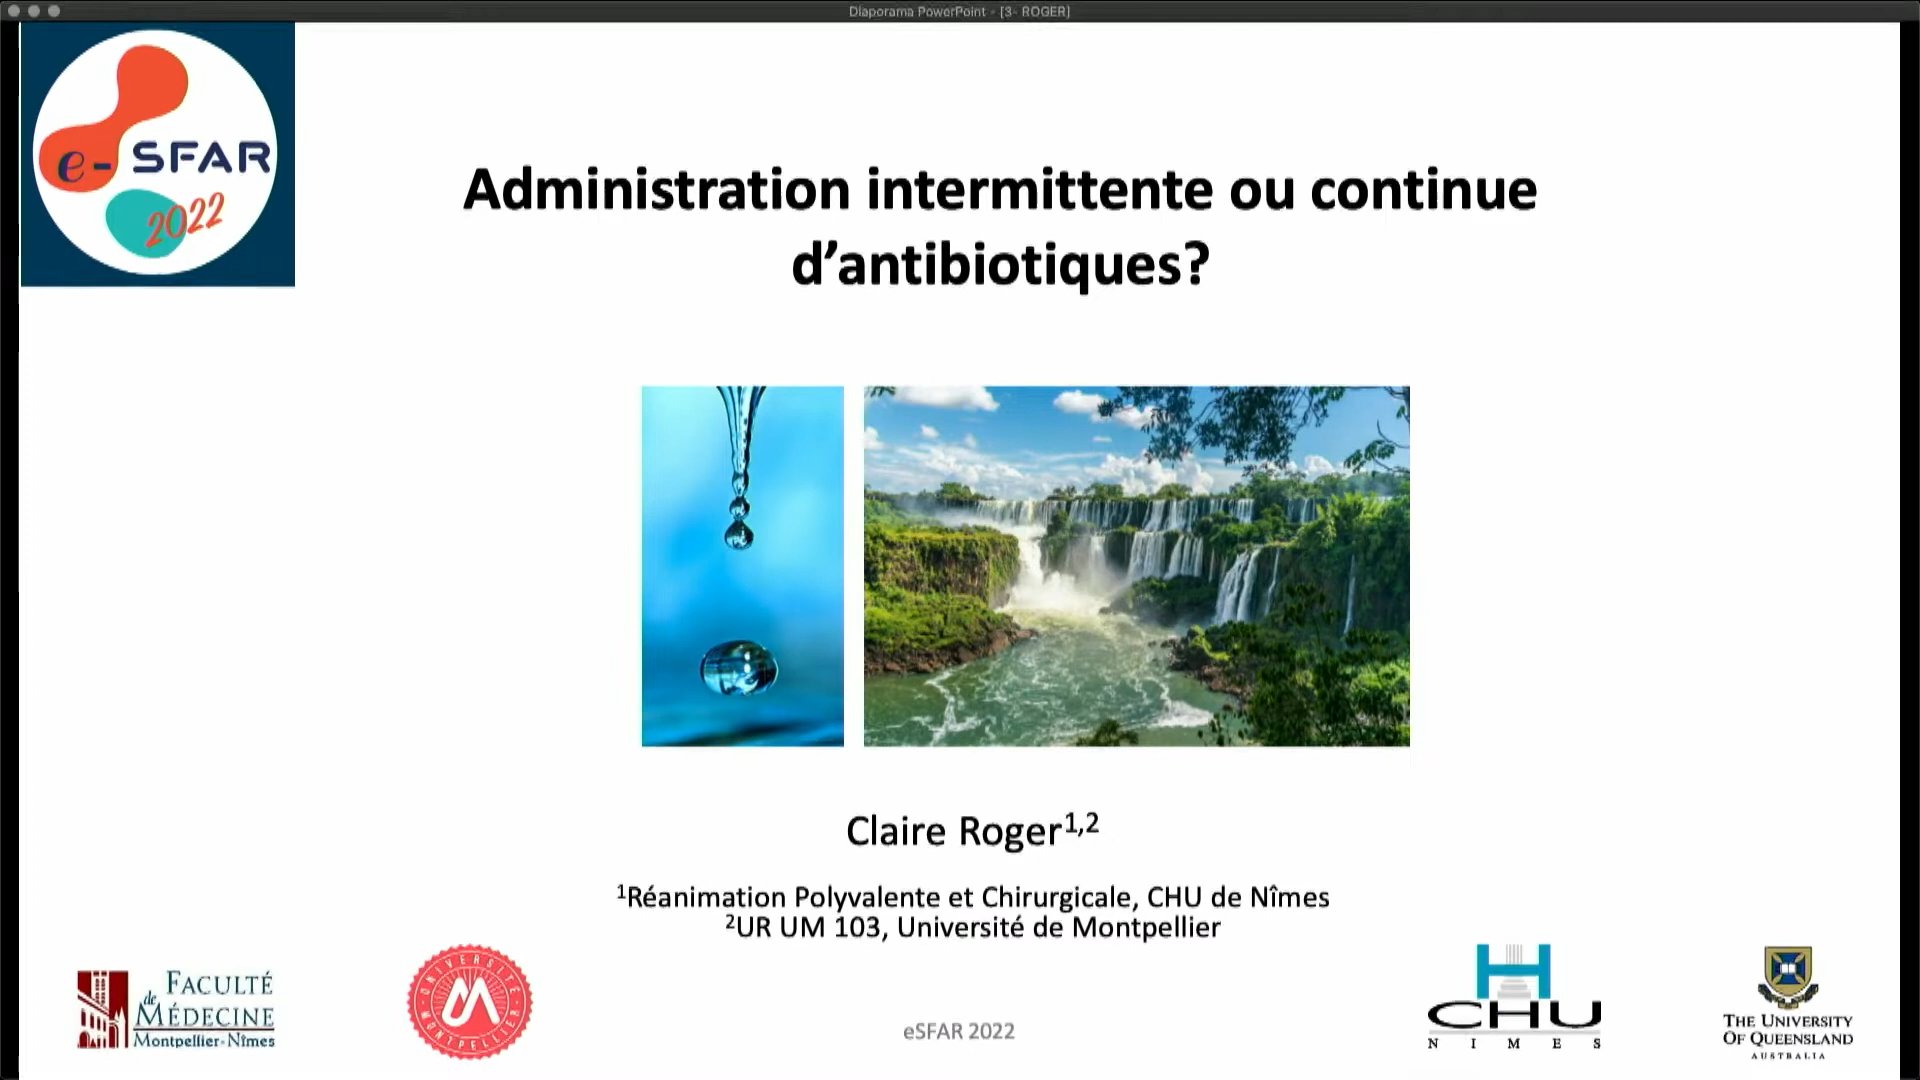 Diaporama PowerPoint - [3- ROGER]
e-SFAR
2022
Administration intermittente ou continue
d’antibiotiques?
Claire Roger1,2
1Réanimation Polyvalente et Chirurgicale, CHU de Nîmes
2UR UM 103, Université de Montpellier
FACULTÉ
de MÉDECINE
Montpellier-Nîmes
UNIVERSITÉ
MONTPELLIER
eSFAR 2022
CHU
NIMES
THE UNIVERSITY
OF QUEENSLAND
AUSTRALIA